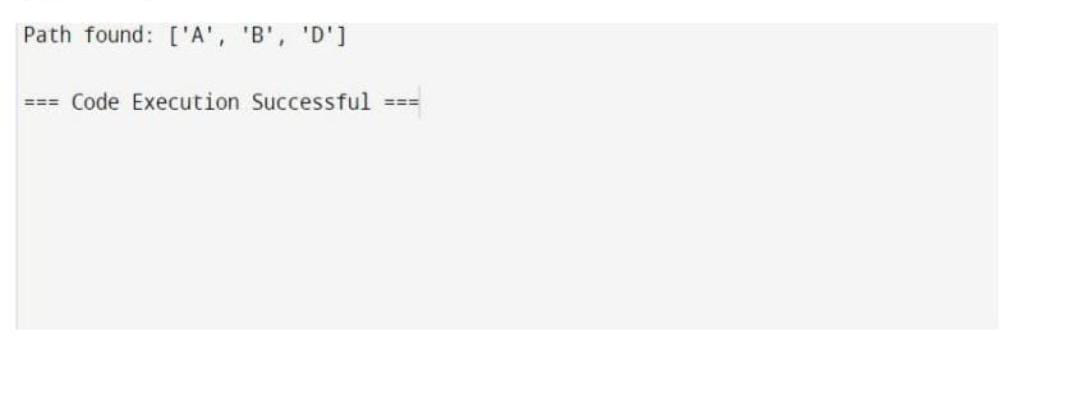 Path found: ['A', 'B', 'D']
=== Code Execution Successful ===